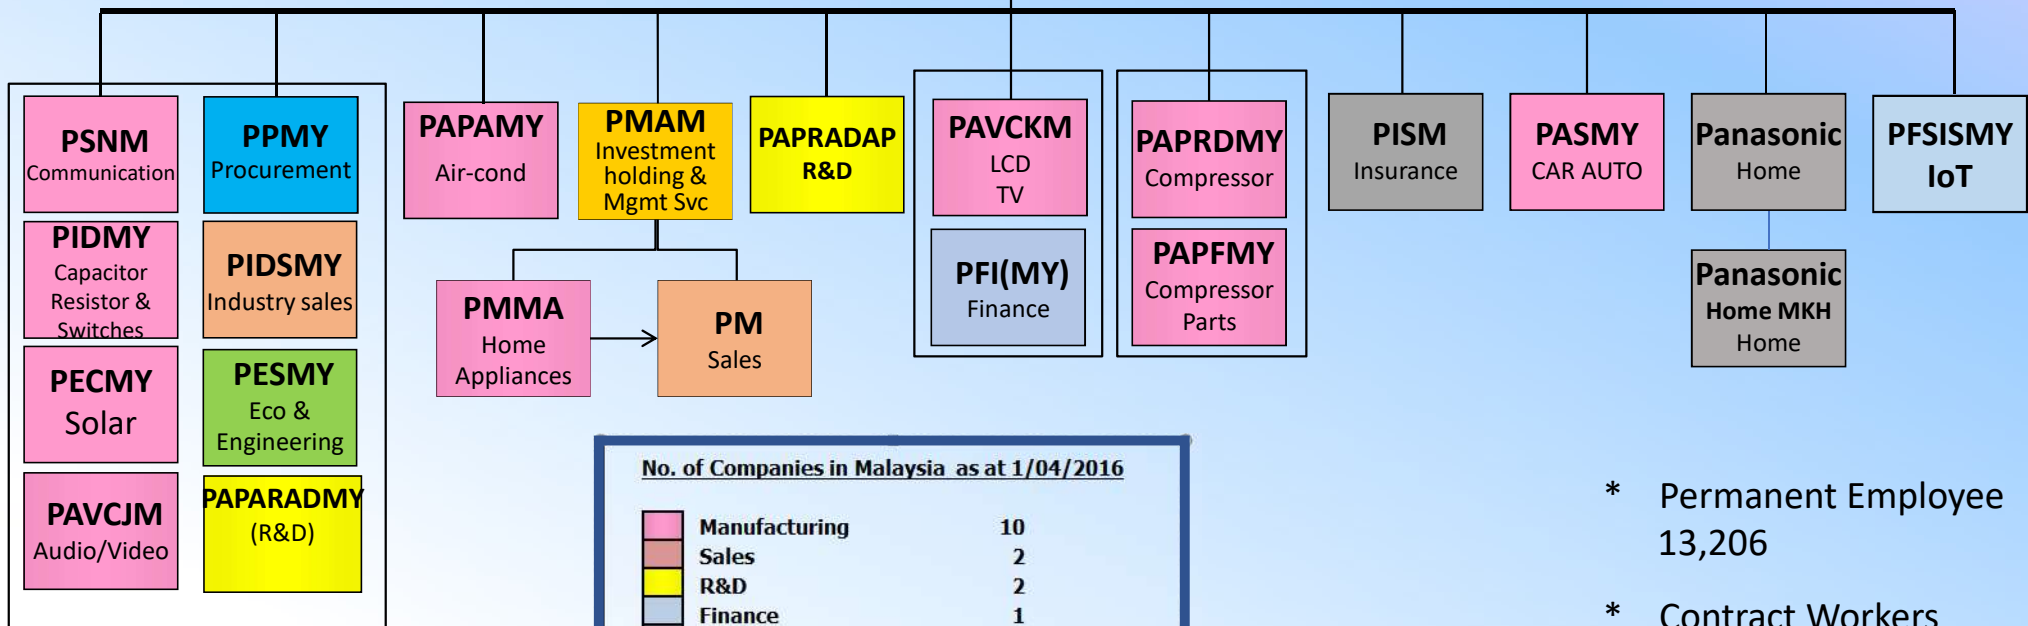 PSNM
Communication
PPMY
Procurement
PIDMY
Capacitor
Resistor &
Switches
PIDSMY
Industry sales
PECMY
Solar
PESMY
Eco &
Engineering
PAVCJM
Audio/Video
PAPARADMY
(R&D)
PAPAMY
Air-cond
PMAM
Investment
holding &
Mgmt Svc
PMMA
Home
Appliances
PM
Sales
PAPRADAP
R&D
PAVCKM
LCD
TV
PFI(MY)
Finance
PAPRDMY
Compressor
PAPFMY
Compressor
Parts
PISM
Insurance
PASMY
CAR AUTO
Panasonic
Home
Panasonic
Home MKH
Home
PFSISMY
IoT
No. of Companies in Malaysia as at 1/04/2016
Manufacturing 10
Sales 2
R&D 2
Finance 1
* Permanent Employee
13,206
* Contract Workers